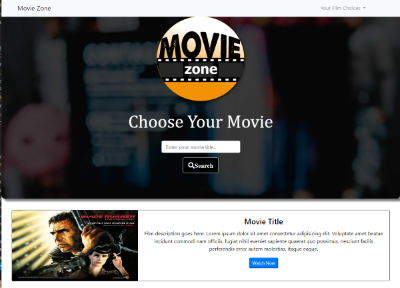 Movie Zone
Your Film Choices
MOVIE
zone
Choose Your Movie
Enter your movie title..
Search
BLADE RUNNER
Movie Title
Film description goes here Lorem ipsum dolor sit amet consectetur adipisicing elit. Voluptate amet beatae
incidunt commodi nam officiis, fugiat nihil eveniet sapiente quaerat quo possimus, nesciunt facilis
perferendis error autem molestias, itaque eaque.
Watch Now